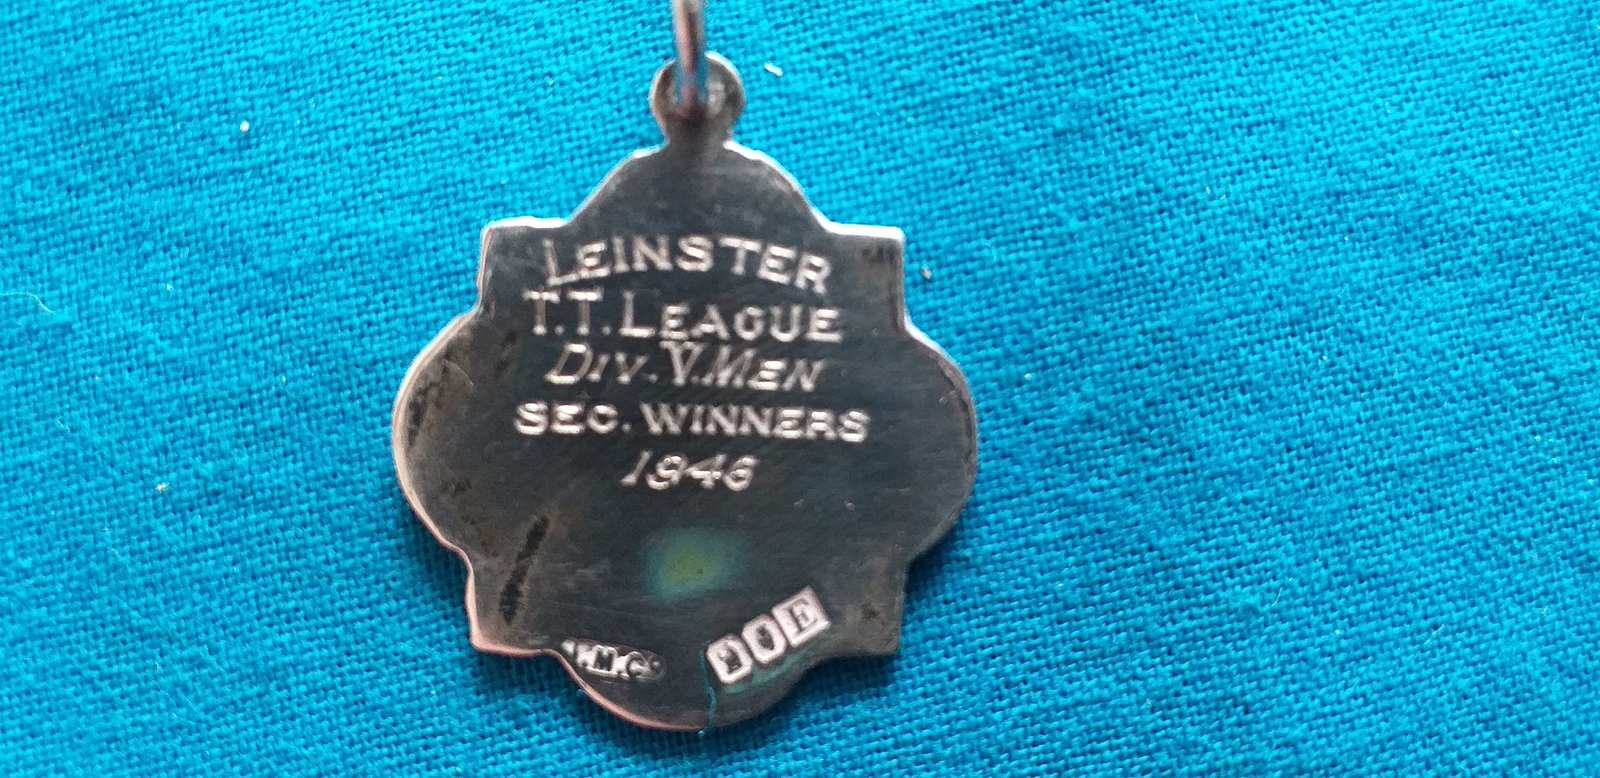 LEINSTER
T.T. LEAGUE
DIV. V. MEN
SEC. WINNERS
1946
.M.C.
E